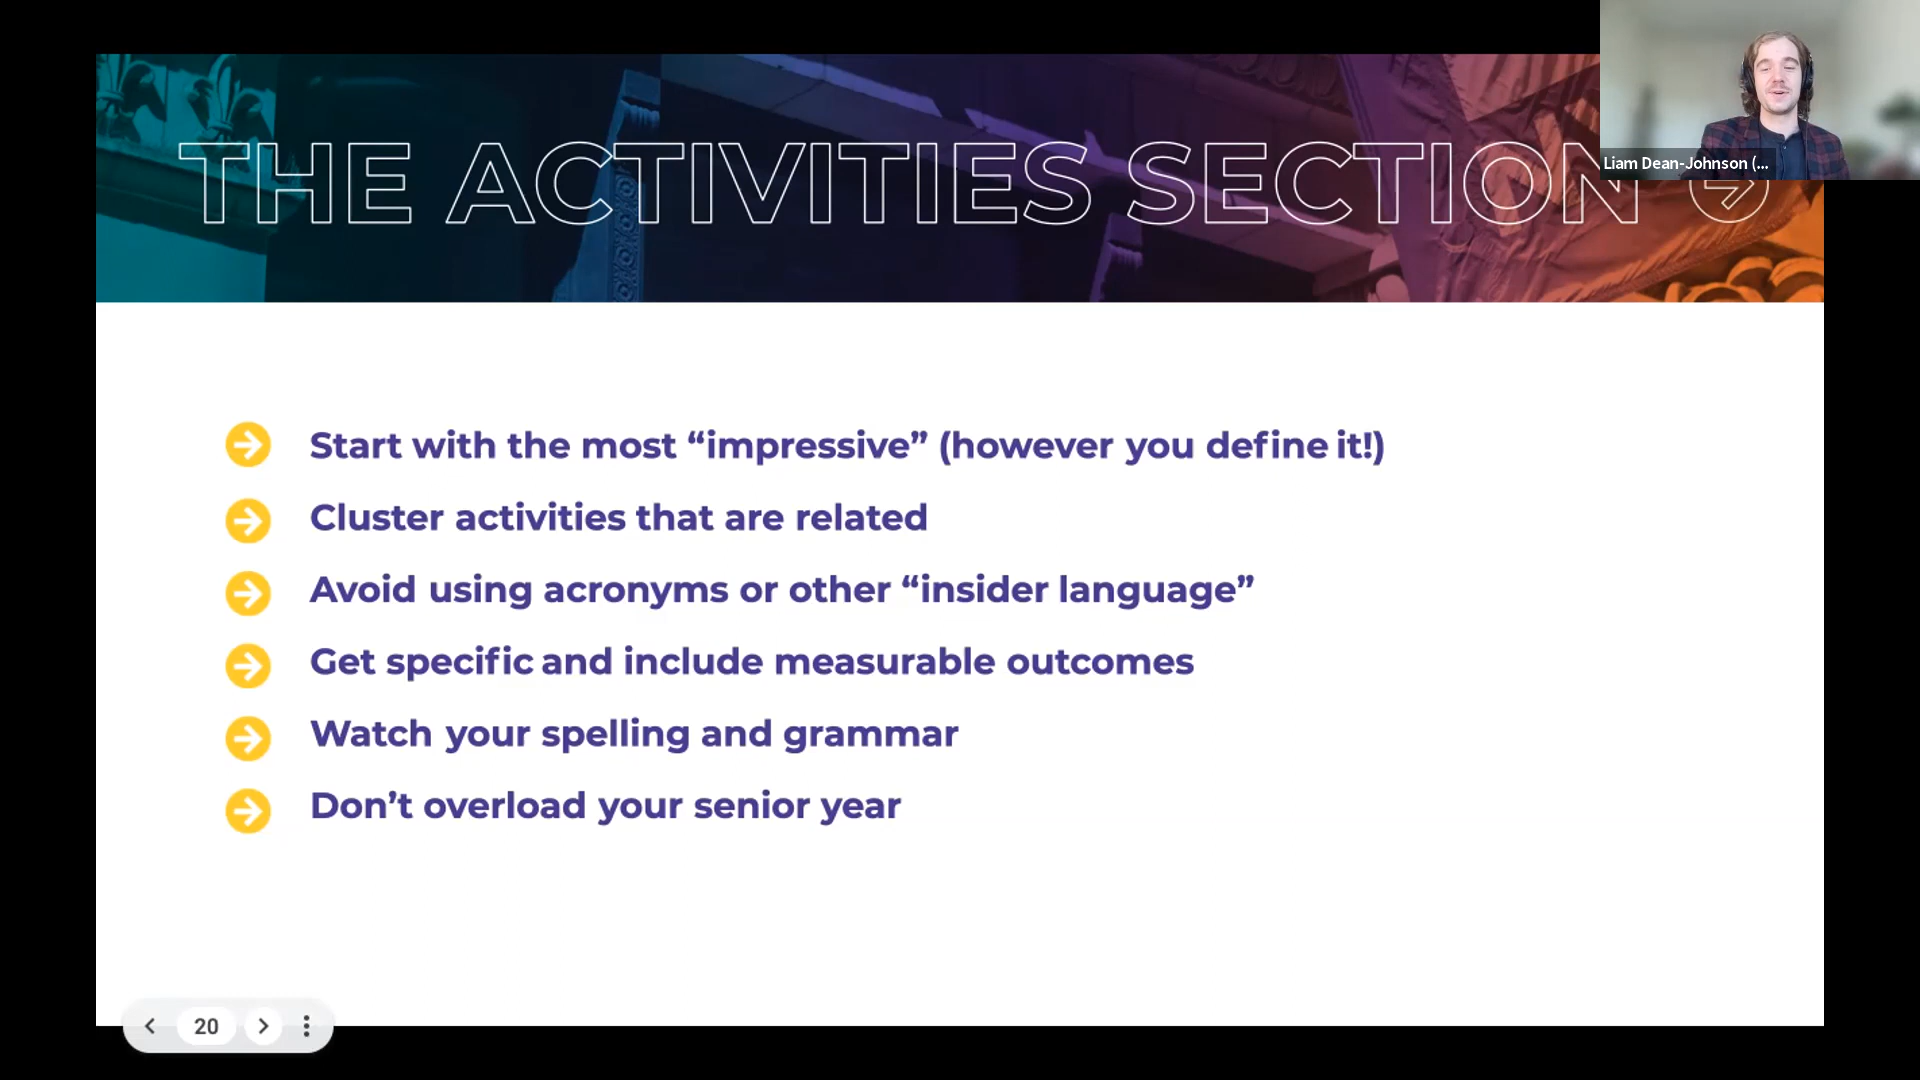 THE ACTIVITIES SECTION
Liam Dean-Johnson (...
Start with the most “impressive” (however you define it!)
Cluster activities that are related
Avoid using acronyms or other “insider language”
Get specific and include measurable outcomes
Watch your spelling and grammar
Don’t overload your senior year
20